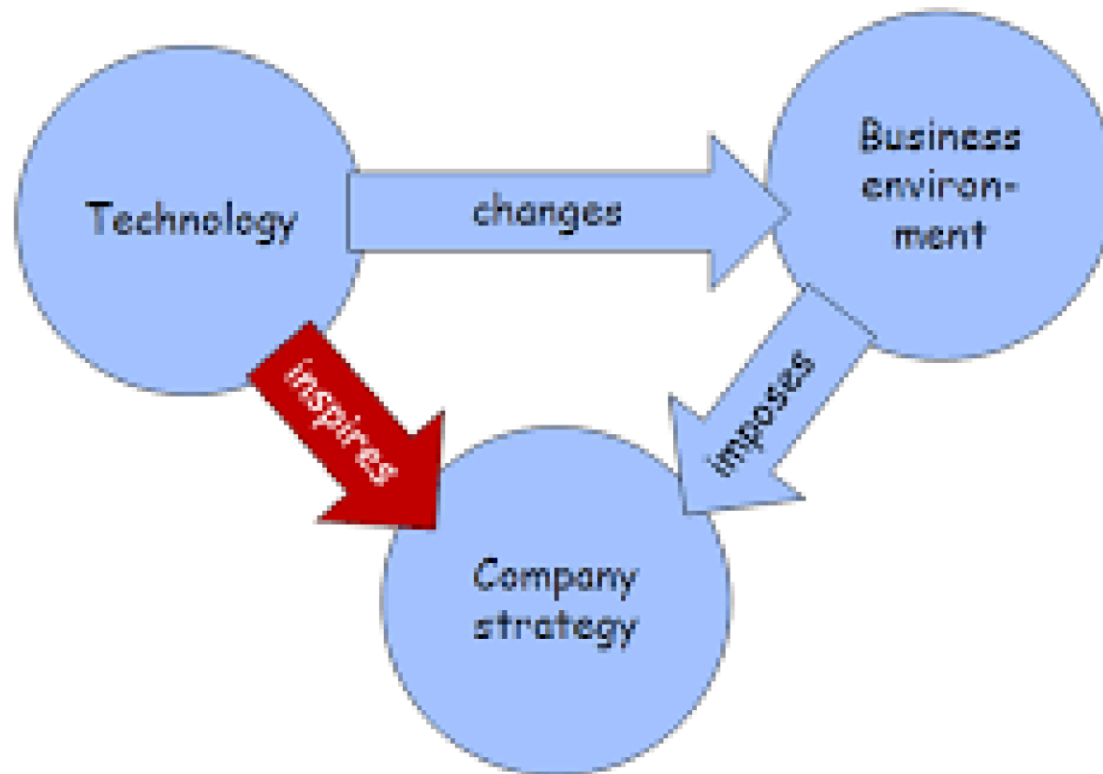 Technology
changes
Business
environ-
ment
inspires
imposes
Company
strategy